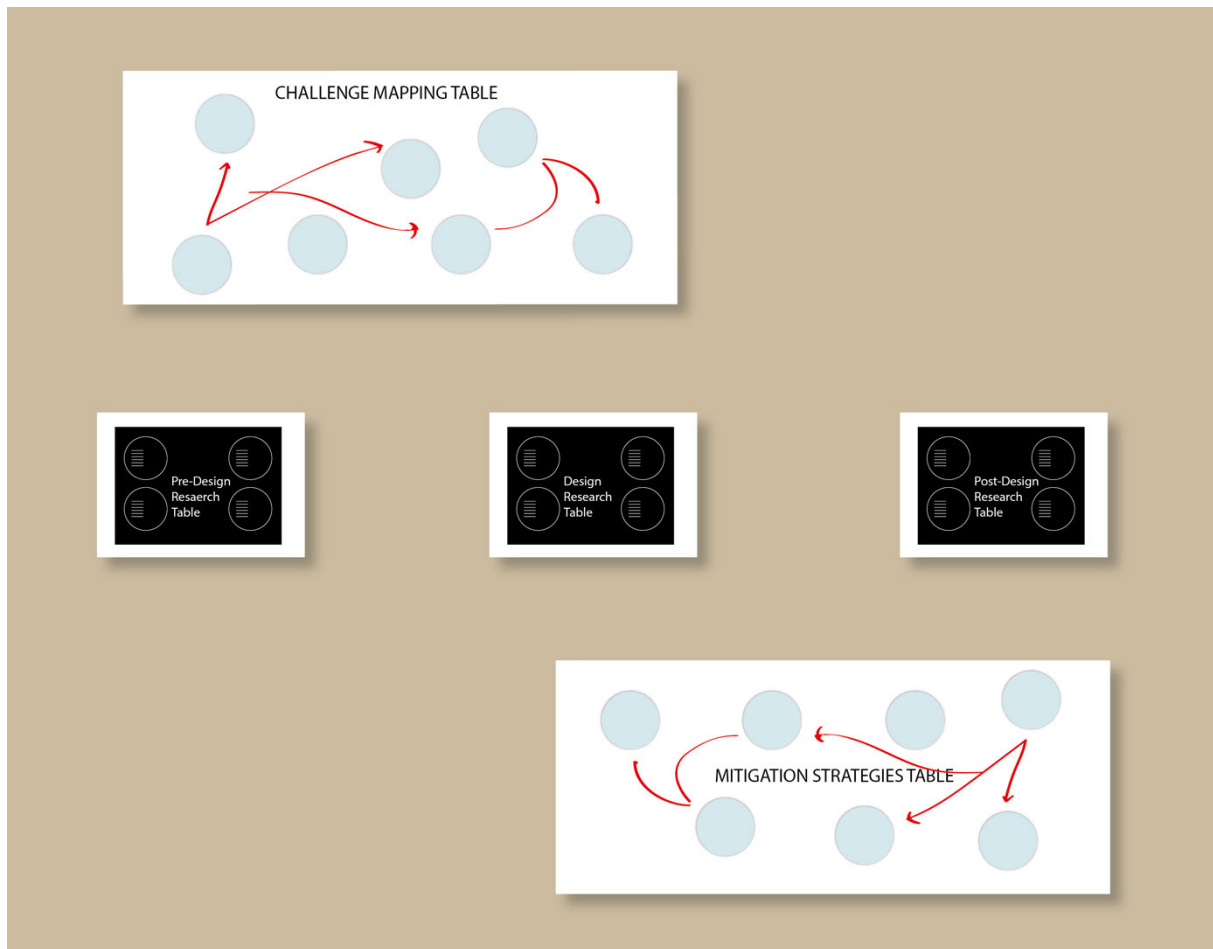 CHALLENGE MAPPING TABLE
Pre-Design
Resaerch
Table
Design
Research
Table
Post-Design
Research
Table
MITIGATION STRATEGIES TABLE